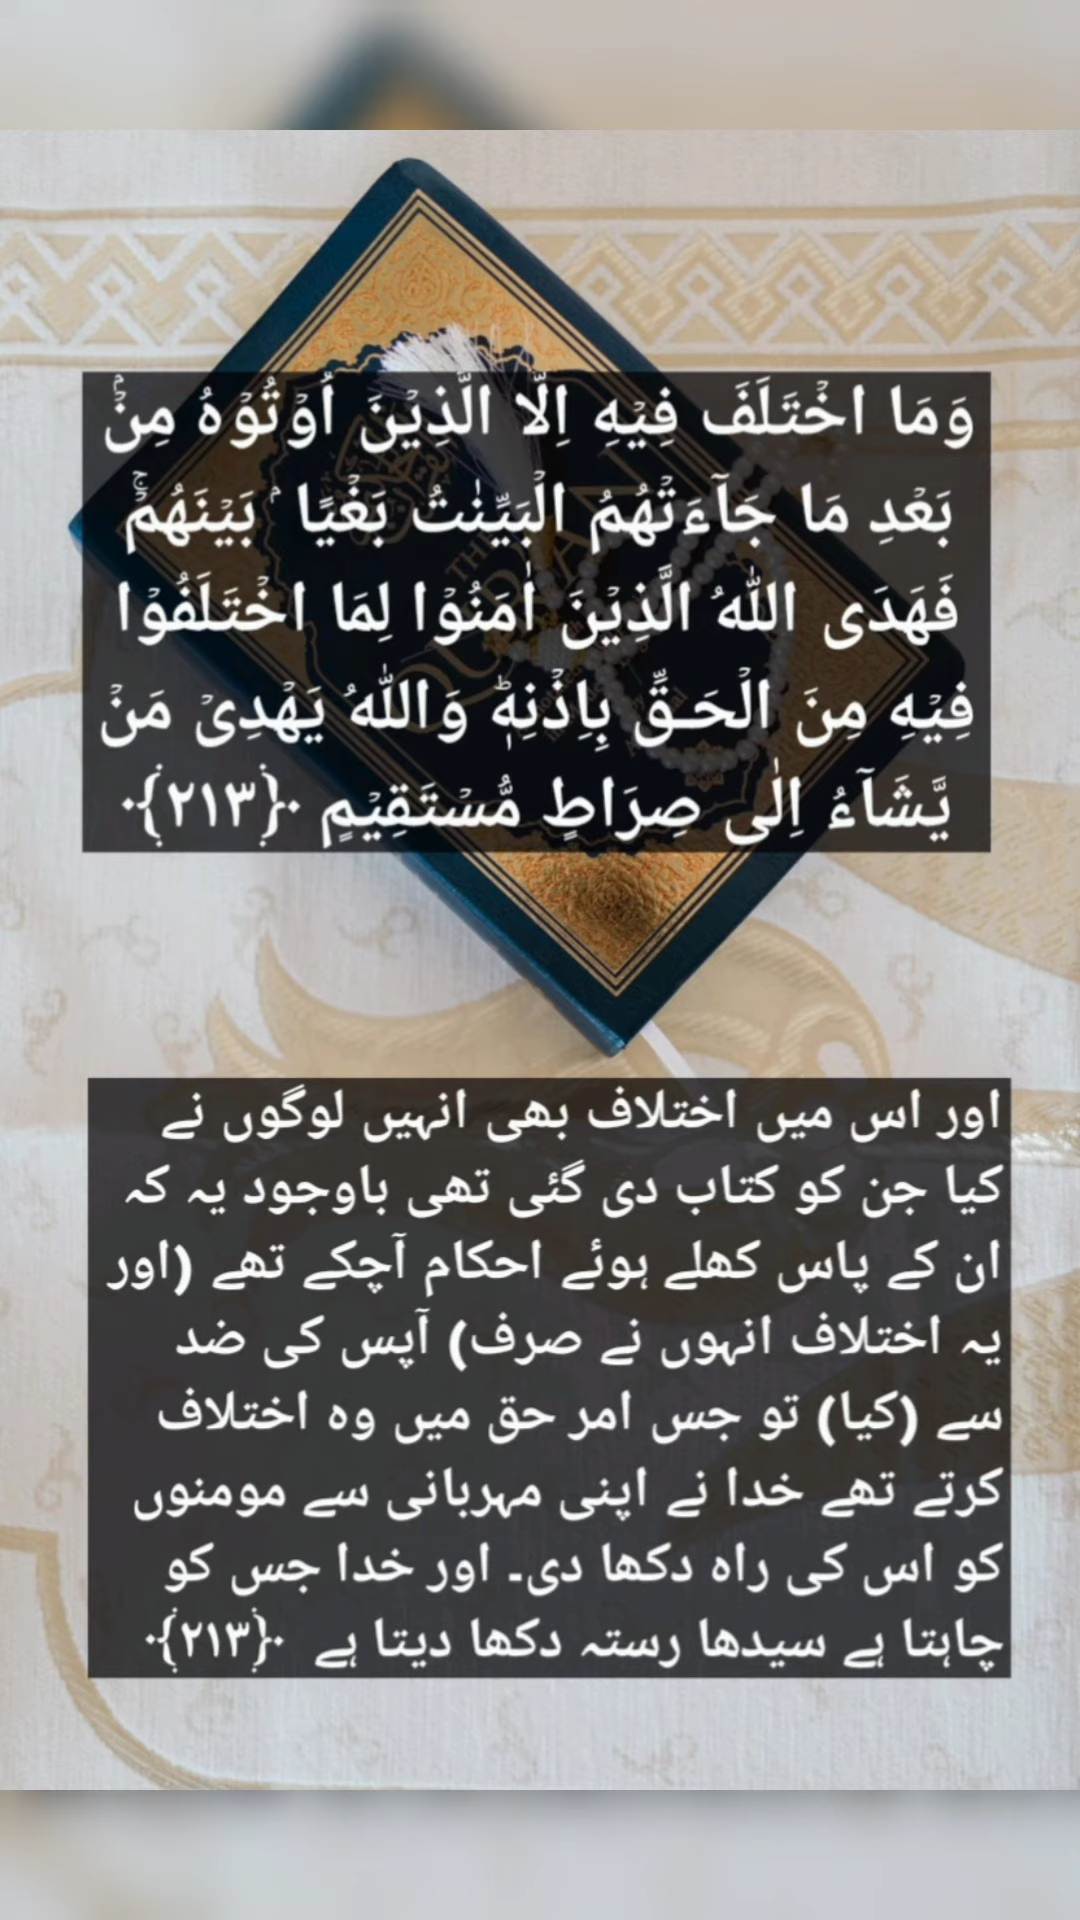 وَمَا اخۡتَلَفَ فِيۡهِ اِلَّا الَّذِيۡنَ اُوۡتُوۡهُ مِنۡۢ
بَعۡدِ مَا جَآءَتۡهُمُ الۡبَيِّنٰتُ بَغۡيًا ۢ بَيۡنَهُمۡ‌ۚ
فَهَدَى اللّٰهُ الَّذِيۡنَ اٰمَنُوۡا لِمَا اخۡتَلَفُوۡا
فِيۡهِ مِنَ الۡحَـقِّ بِاِذۡنِهٖ‌ؕ وَاللّٰهُ يَهۡدِىۡ مَنۡ
يَّشَآءُ اِلٰى صِرَاطٍ مُّسۡتَقِيۡمٍ ‏﴿۲۱۳﴾‏
اور اس میں اختلاف بھی انہیں لوگوں نے
کیا جن کو کتاب دی گئی تھی باوجود یہ کہ
ان کے پاس کھلے ہوئے احکام آچکے تھے (اور
یہ اختلاف انہوں نے صرف) آپس کی ضد
سے (کیا) تو جس امر حق میں وہ اختلاف
کرتے تھے خدا نے اپنی مہربانی سے مومنوں
کو اس کی راہ دکھا دی۔ اور خدا جس کو
چاہتا ہے سیدھا رستہ دکھا دیتا ہے ‏﴿۲۱۳﴾‏